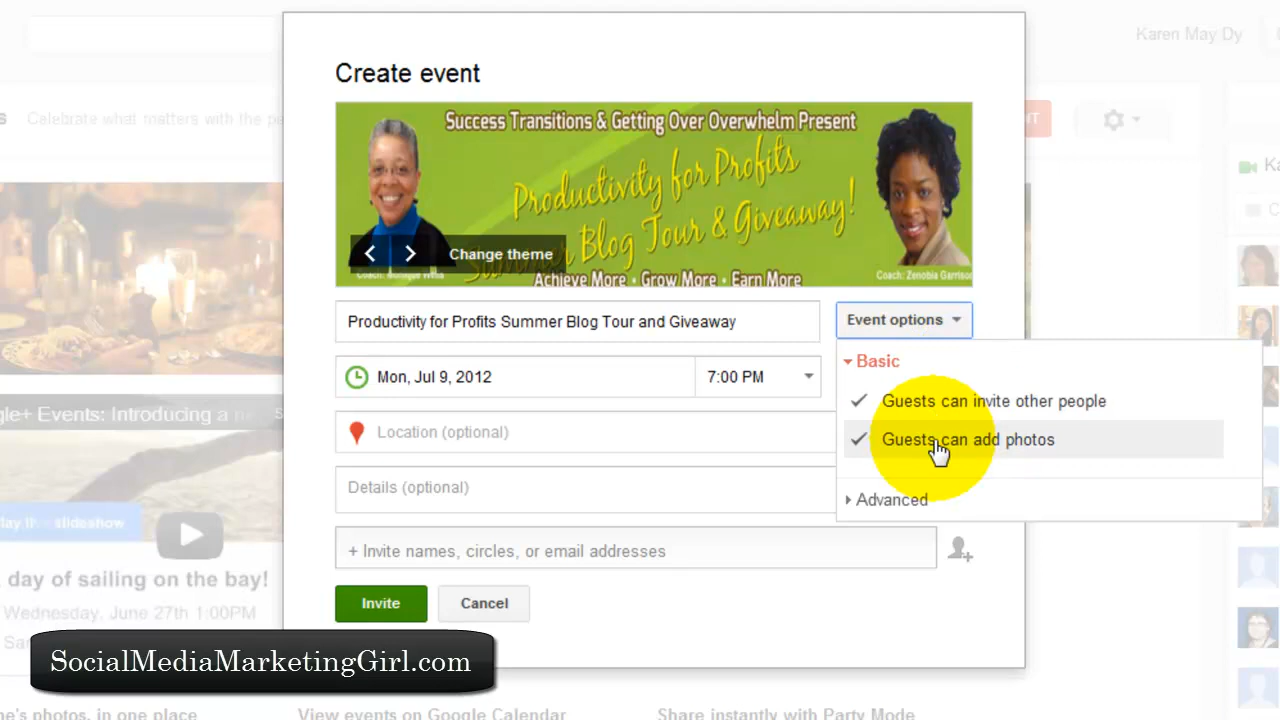 Karen May Dy
Create event
s Celebrate what matters with the pa
NT
Success Transitions & Getting Over Overwhelm Present
Productivity for Profits
Summer Blog Tour & Giveaway!
Change theme
Achieve More • Grow More • Earn More
Coach: Zenobia Garrison
Productivity for Profits Summer Blog Tour and Giveaway
Event options
Mon, Jul 9, 2012
7:00 PM
Basic
Guests can invite other people
Guests can add photos
Advanced
Location (optional)
Details (optional)
+ Invite names, circles, or email addresses
Invite
Cancel
gle+ Events: Introducing a n
slideshow
day of sailing on the bay!
Wednesday, June 27th 1:00PM
SocialMediaMarketingGirl.com
ne's photos, in one place
View events on Google Calendar
Share instantly with Party Mode